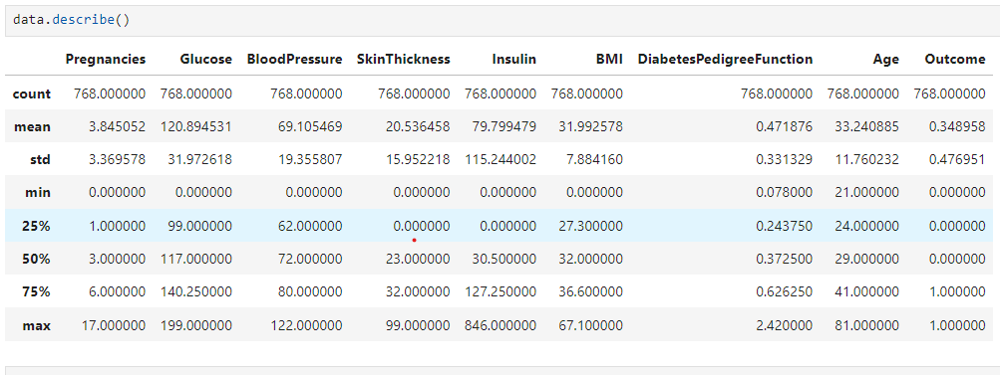 data.describe()
Pregnancies Glucose BloodPressure SkinThickness Insulin BMI DiabetesPedigreeFunction Age Outcome
count 768.000000 768.000000 768.000000 768.000000 768.000000 768.000000 768.000000 768.000000 768.000000
mean 3.845052 120.894531 69.105469 20.536458 79.799479 31.992578 0.471876 33.240885 0.348958
std 3.369578 31.972618 19.355807 15.952218 115.244002 7.884160 0.331329 11.760232 0.476951
min 0.000000 0.000000 0.000000 0.000000 0.000000 0.000000 0.078000 21.000000 0.000000
25% 1.000000 99.000000 62.000000 0.000000 0.000000 27.300000 0.243750 24.000000 0.000000
50% 3.000000 117.000000 72.000000 23.000000 30.500000 32.000000 0.372500 29.000000 0.000000
75% 6.000000 140.250000 80.000000 32.000000 127.250000 36.600000 0.626250 41.000000 1.000000
max 17.000000 199.000000 122.000000 99.000000 846.000000 67.100000 2.420000 81.000000 1.000000